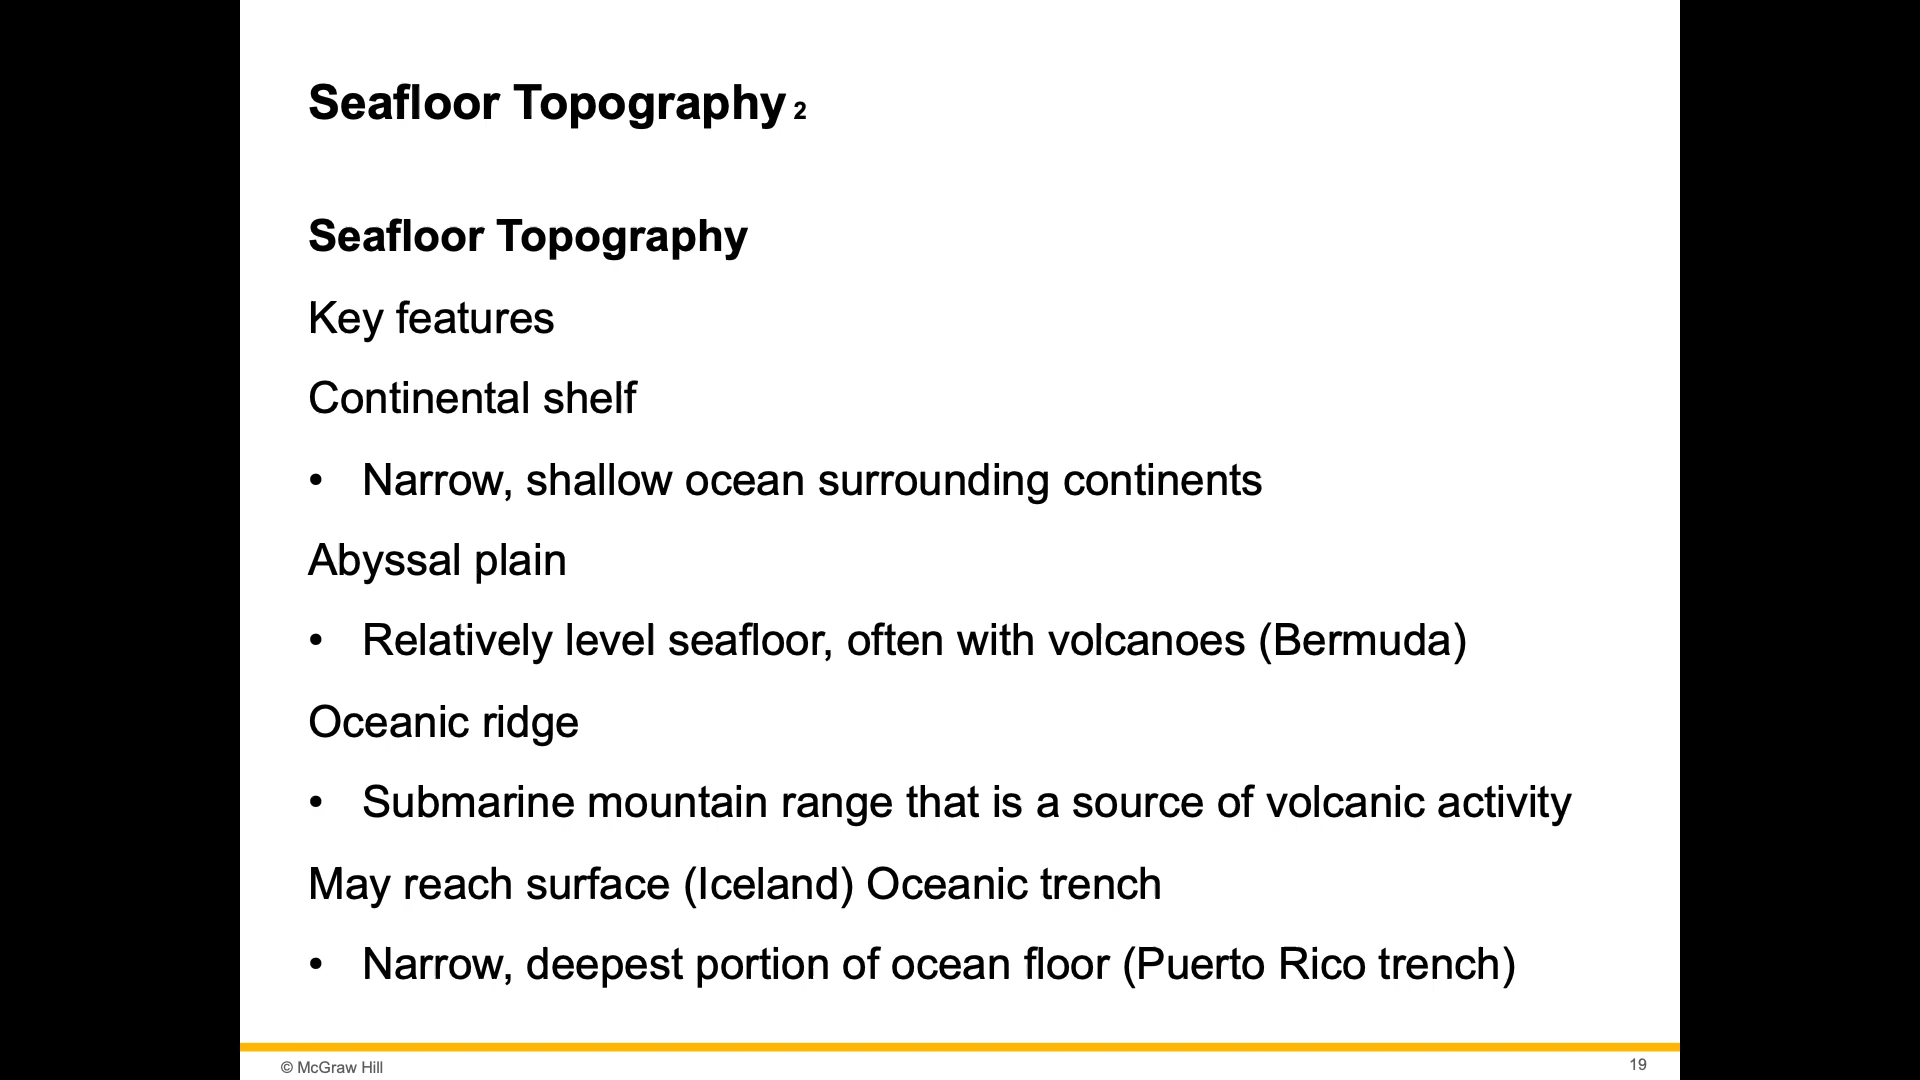 Seafloor Topography 2
Seafloor Topography
Key features
Continental shelf
• Narrow, shallow ocean surrounding continents
Abyssal plain
• Relatively level seafloor, often with volcanoes (Bermuda)
Oceanic ridge
• Submarine mountain range that is a source of volcanic activity
May reach surface (Iceland) Oceanic trench
• Narrow, deepest portion of ocean floor (Puerto Rico trench)
© McGraw Hill
19